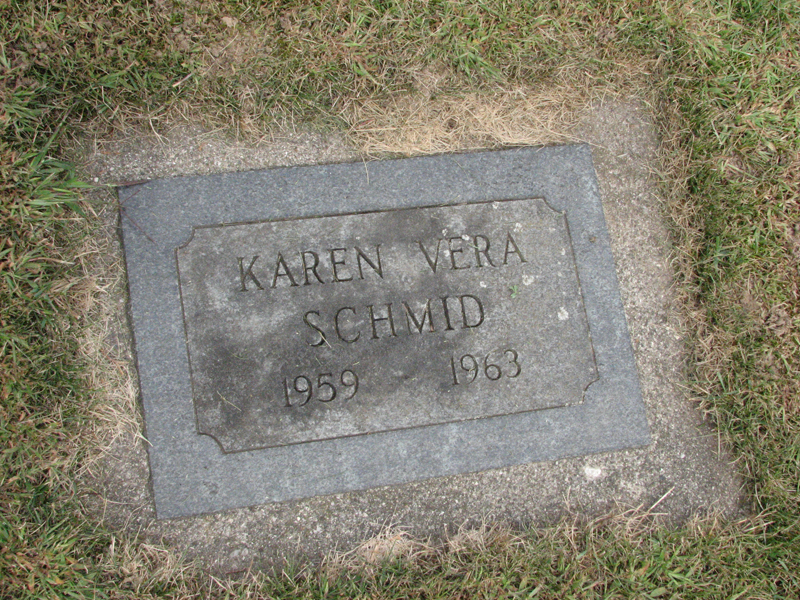 KAREN VERA
SCHMID
1959 1963